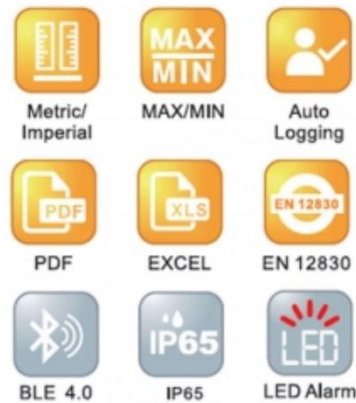 MAX
MIN
Metric/
Imperial
MAX/MIN
Auto
Logging
PDF
XLS
EN 12830
PDF
EXCEL
EN 12830
IP65
LED
BLE 4.0
IP65
LED Alarm